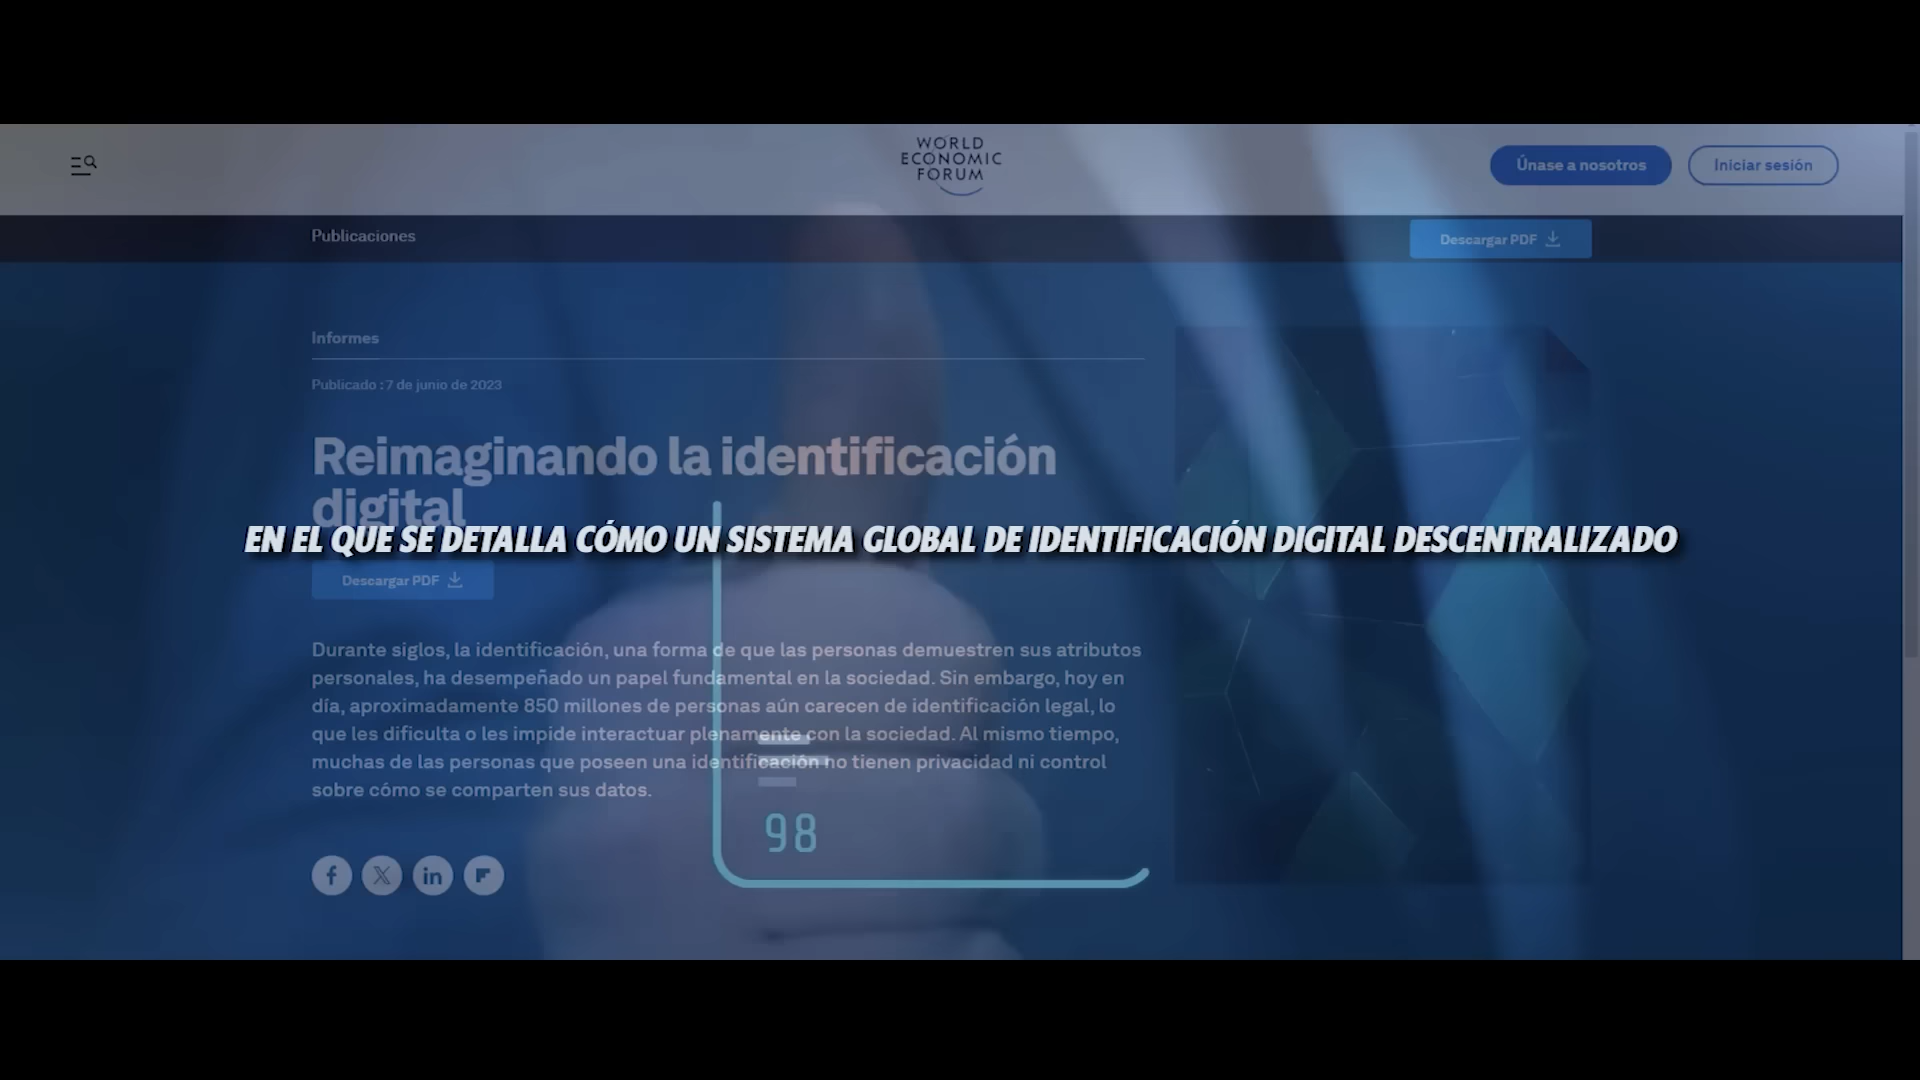 WORLD
ECONOMIC
FORUM
Únase a nosotros
Iniciar sesión
Publicaciones
Descargar PDF
Informes
Publicado : 7 de junio de 2023
Reimaginando la identificación
digital
EN EL QUE SE DETALLA CÓMO UN SISTEMA GLOBAL DE IDENTIFICACIÓN DIGITAL DESCENTRALIZADO
Descargar PDF
Durante siglos, la identificación, una forma de que las personas demuestren sus atributos
personales, ha desempeñado un papel fundamental en la sociedad. Sin embargo, hoy en
día, aproximadamente 850 millones de personas aún carecen de identificación legal, lo
que les dificulta o les impide interactuar plenamente con la sociedad. Al mismo tiempo,
muchas de las personas que poseen una identificación no tienen privacidad ni control
sobre cómo se comparten sus datos.
98